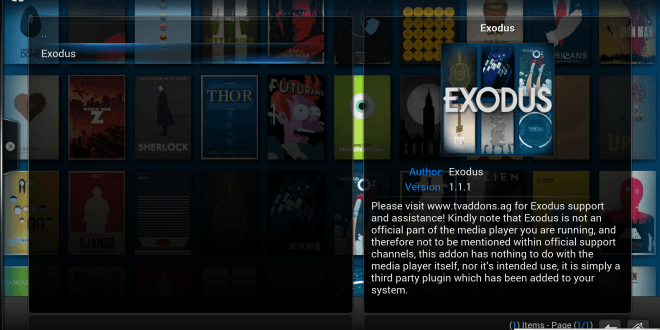 Exodus
..
Exodus
EXODUS
WORLD WAR
Z
SHERLOCK
THOR
FUTURAMA
IRON MAN
DJANGO
ALIEN
UP
Author: Exodus
Version: 1.1.1
Please visit www.tvaddons.ag for Exodus support
and assistance! Kindly note that Exodus is not an
official part of the media player you are running, and
therefore not to be mentioned within official support
channels, this addon has nothing to do with the
media player itself, nor it's intended use, it is simply a
third party plugin which has been added to your
system.
(1) Items - Page (1/1)